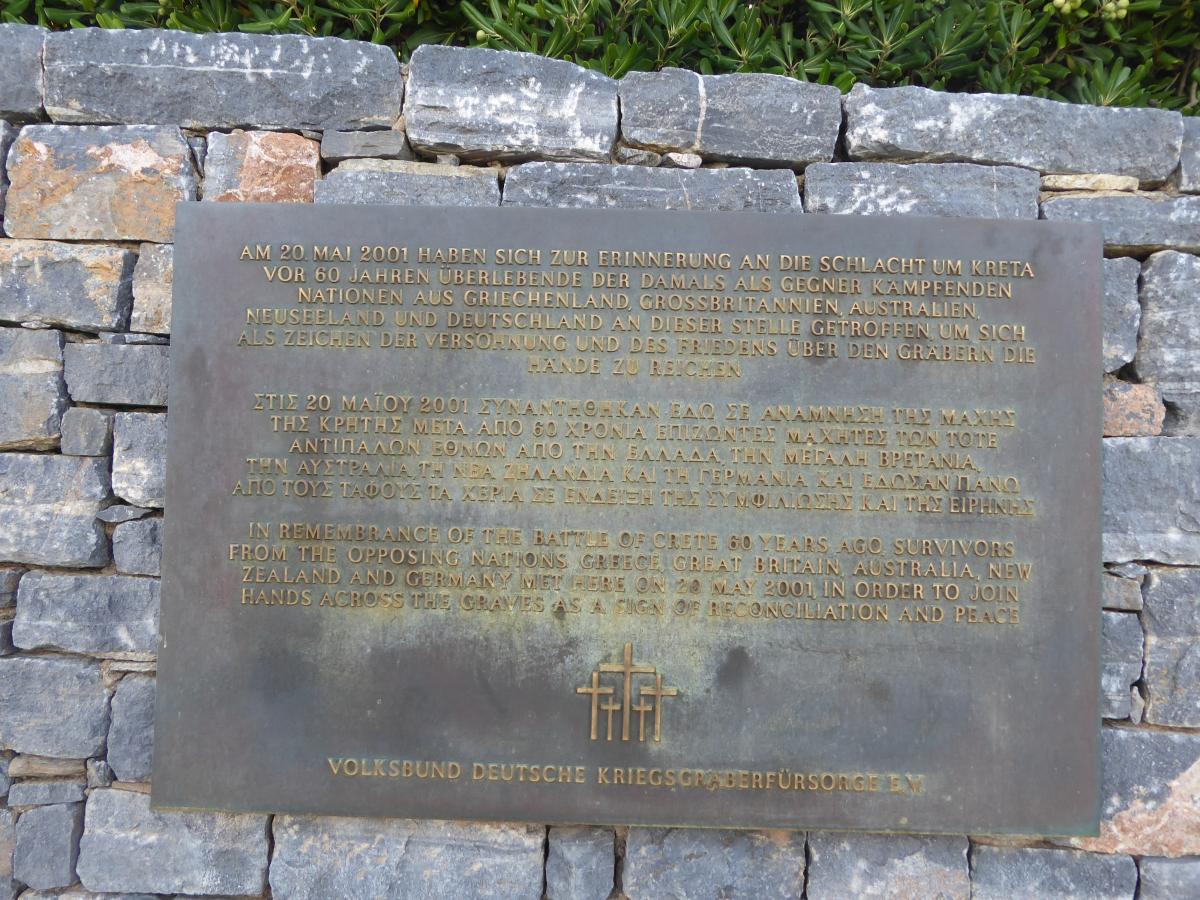 AM 20. MAI 2001 HABEN SICH ZUR ERINNERUNG AN DIE SCHLACHT UM KRETA
VOR 60 JAHREN ÜBERLEBENDE DER DAMALS ALS GEGNER KÄMPFENDEN
NATIONEN AUS GRIECHENLAND, GROSSBRITANNIEN, AUSTRALIEN,
NEUSEELAND UND DEUTSCHLAND AN DIESER STELLE GETROFFEN, UM SICH
ALS ZEICHEN DER VERSÖHNUNG UND DES FRIEDENS ÜBER DEN GRÄBERN DIE
HÄNDE ZU REICHEN
ΣΤΙΣ 20 ΜΑΪΟΥ 2001 ΣΥΝΑΝΤΗΘΗΚΑΝ ΕΔΩ ΣΕ ΑΝΑΜΝΗΣΗ ΤΗΣ ΜΑΧΗΣ
ΤΗΣ ΚΡΗΤΗΣ ΜΕΤΑ ΑΠΟ 60 ΧΡΟΝΙΑ ΕΠΙΖΩΝΤΕΣ ΜΑΧΗΤΕΣ ΤΩΝ ΤΟΤΕ
ΑΝΤΙΠΑΛΩΝ ΕΘΝΩΝ ΑΠΟ ΤΗΝ ΕΛΛΑΔΑ, ΤΗΝ ΜΕΓΑΛΗ ΒΡΕΤΑΝΙΑ,
ΤΗΝ ΑΥΣΤΡΑΛΙΑ, ΤΗ ΝΕΑ ΖΗΛΑΝΔΙΑ ΚΑΙ ΤΗ ΓΕΡΜΑΝΙΑ ΚΑΙ ΕΔΩΣΑΝ ΠΑΝΩ
ΑΠΟ ΤΟΥΣ ΤΑΦΟΥΣ ΤΑ ΧΕΡΙΑ ΣΕ ΕΝΔΕΙΞΗ ΤΗΣ ΣΥΜΦΙΛΙΩΣΗΣ ΚΑΙ ΤΗΣ ΕΙΡΗΝΗΣ
IN REMEMBRANCE OF THE BATTLE OF CRETE 60 YEARS AGO, SURVIVORS
FROM THE OPPOSING NATIONS, GREECE, GREAT BRITAIN, AUSTRALIA, NEW
ZEALAND AND GERMANY MET HERE ON 20 MAY 2001, IN ORDER TO JOIN
HANDS ACROSS THE GRAVES AS A SIGN OF RECONCILIATION AND PEACE
VOLKSBUND DEUTSCHE KRIEGSGRÄBERFÜRSORGE E.V.